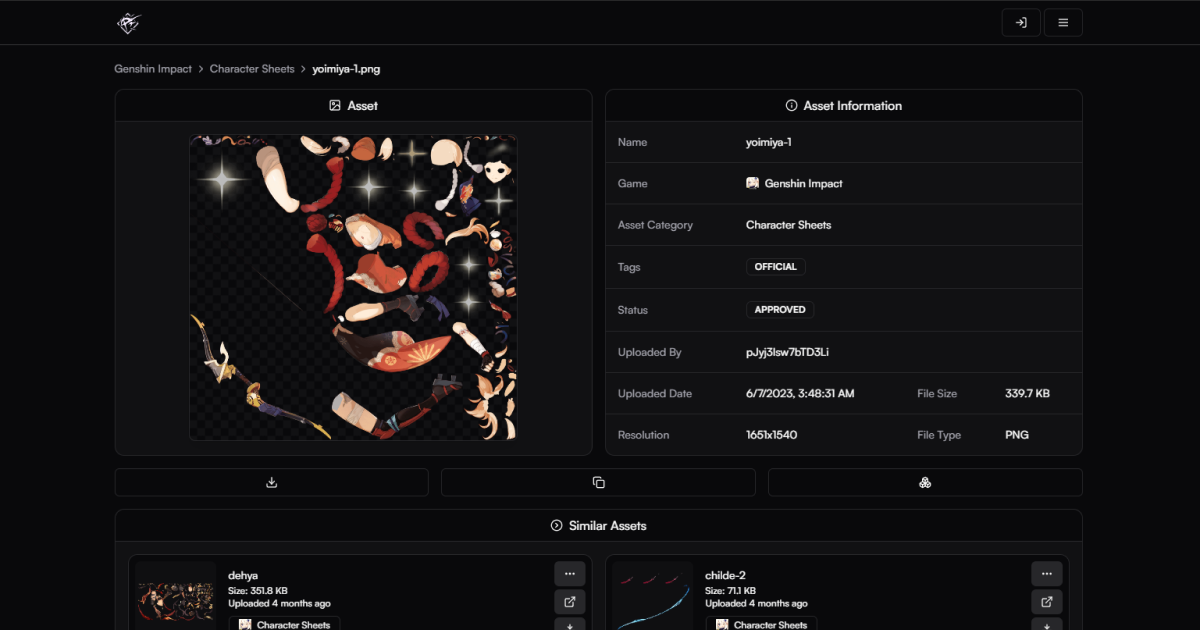 Genshin Impact > Character Sheets > yoimiya-1.png
Asset
Asset Information
Name yoimiya-1
Game Genshin Impact
Asset Category Character Sheets
Tags OFFICIAL
Status APPROVED
Uploaded By pJyj3lsw7bTD3Li
Uploaded Date 6/7/2023, 3:48:31 AM File Size 339.7 KB
Resolution 1651x1540 File Type PNG
Similar Assets
dehya
Size: 351.8 KB
Uploaded 4 months ago
Character Sheets
childe-2
Size: 71.1 KB
Uploaded 4 months ago
Character Sheets